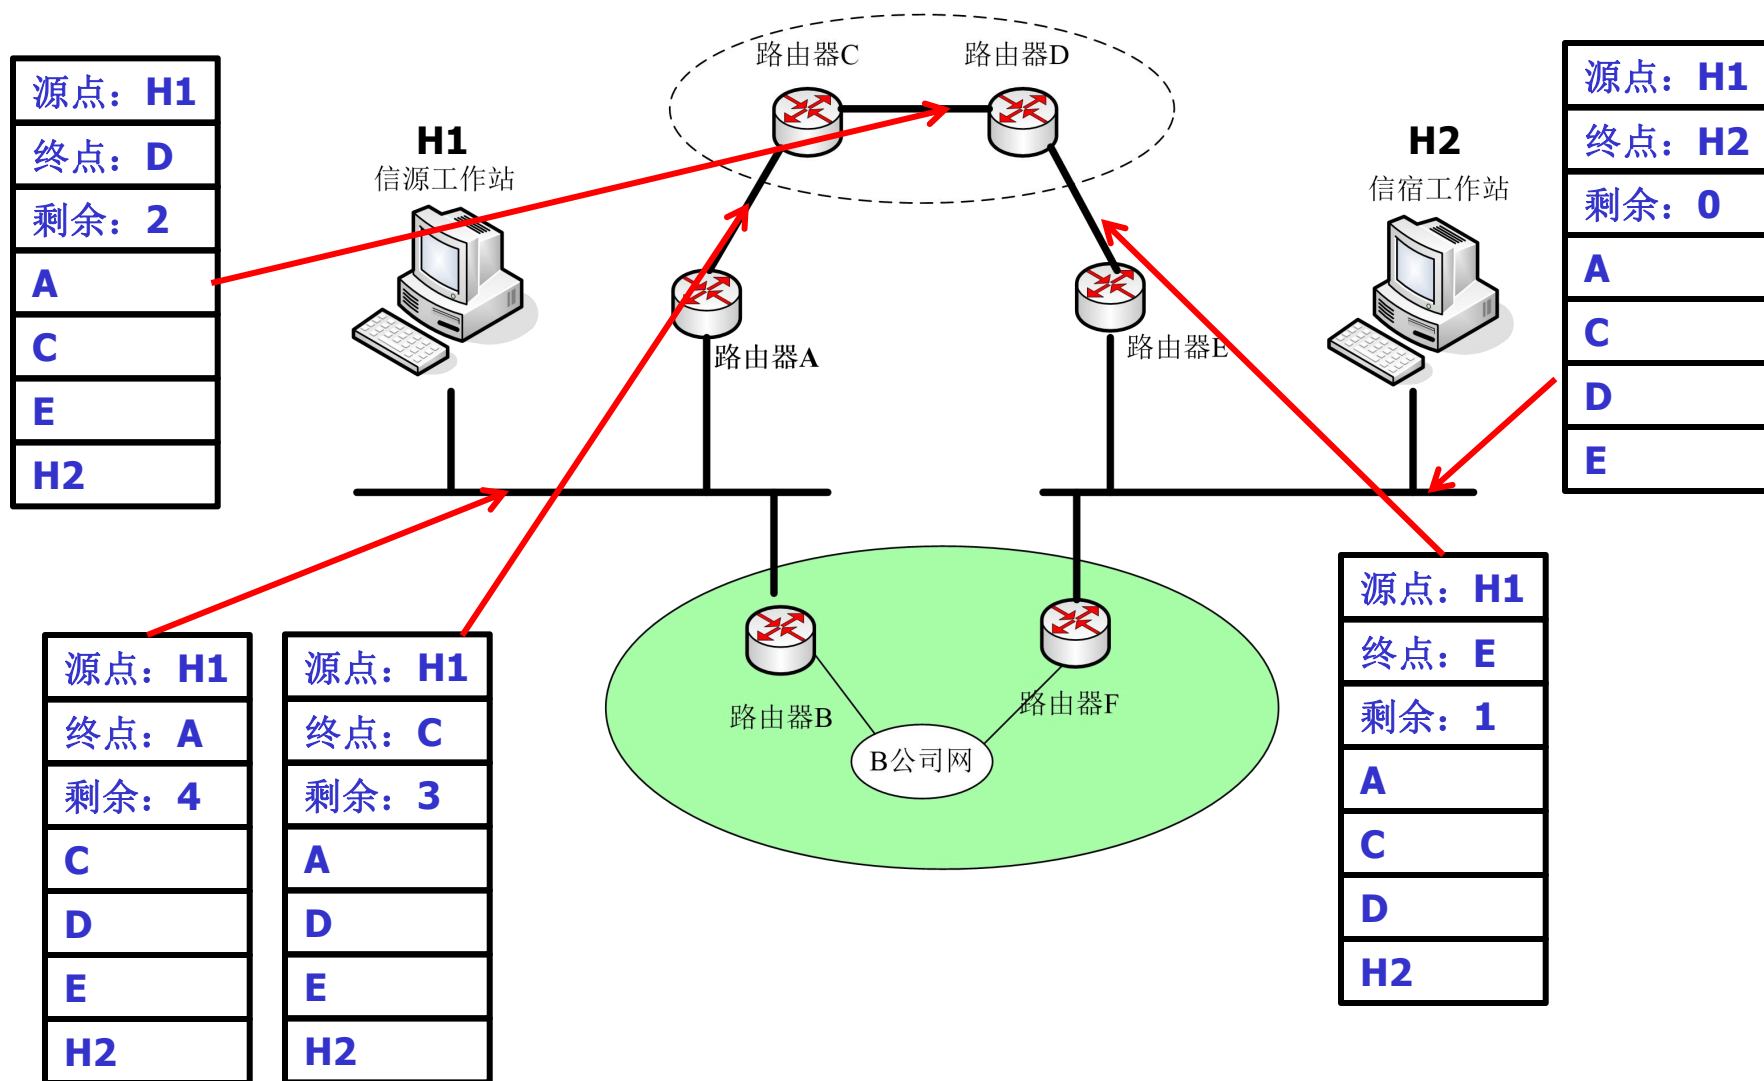 路由器C
路由器D
源点：H1
终点：D
剩余：2
A
C
E
H2
H1
信源工作站
H2
信宿工作站
源点：H1
终点：H2
剩余：0
A
C
D
E
路由器A
路由器E
源点：H1
终点：A
剩余：4
C
D
E
H2
源点：H1
终点：C
剩余：3
A
D
E
H2
路由器B
路由器F
B公司网
源点：H1
终点：E
剩余：1
A
C
D
H2